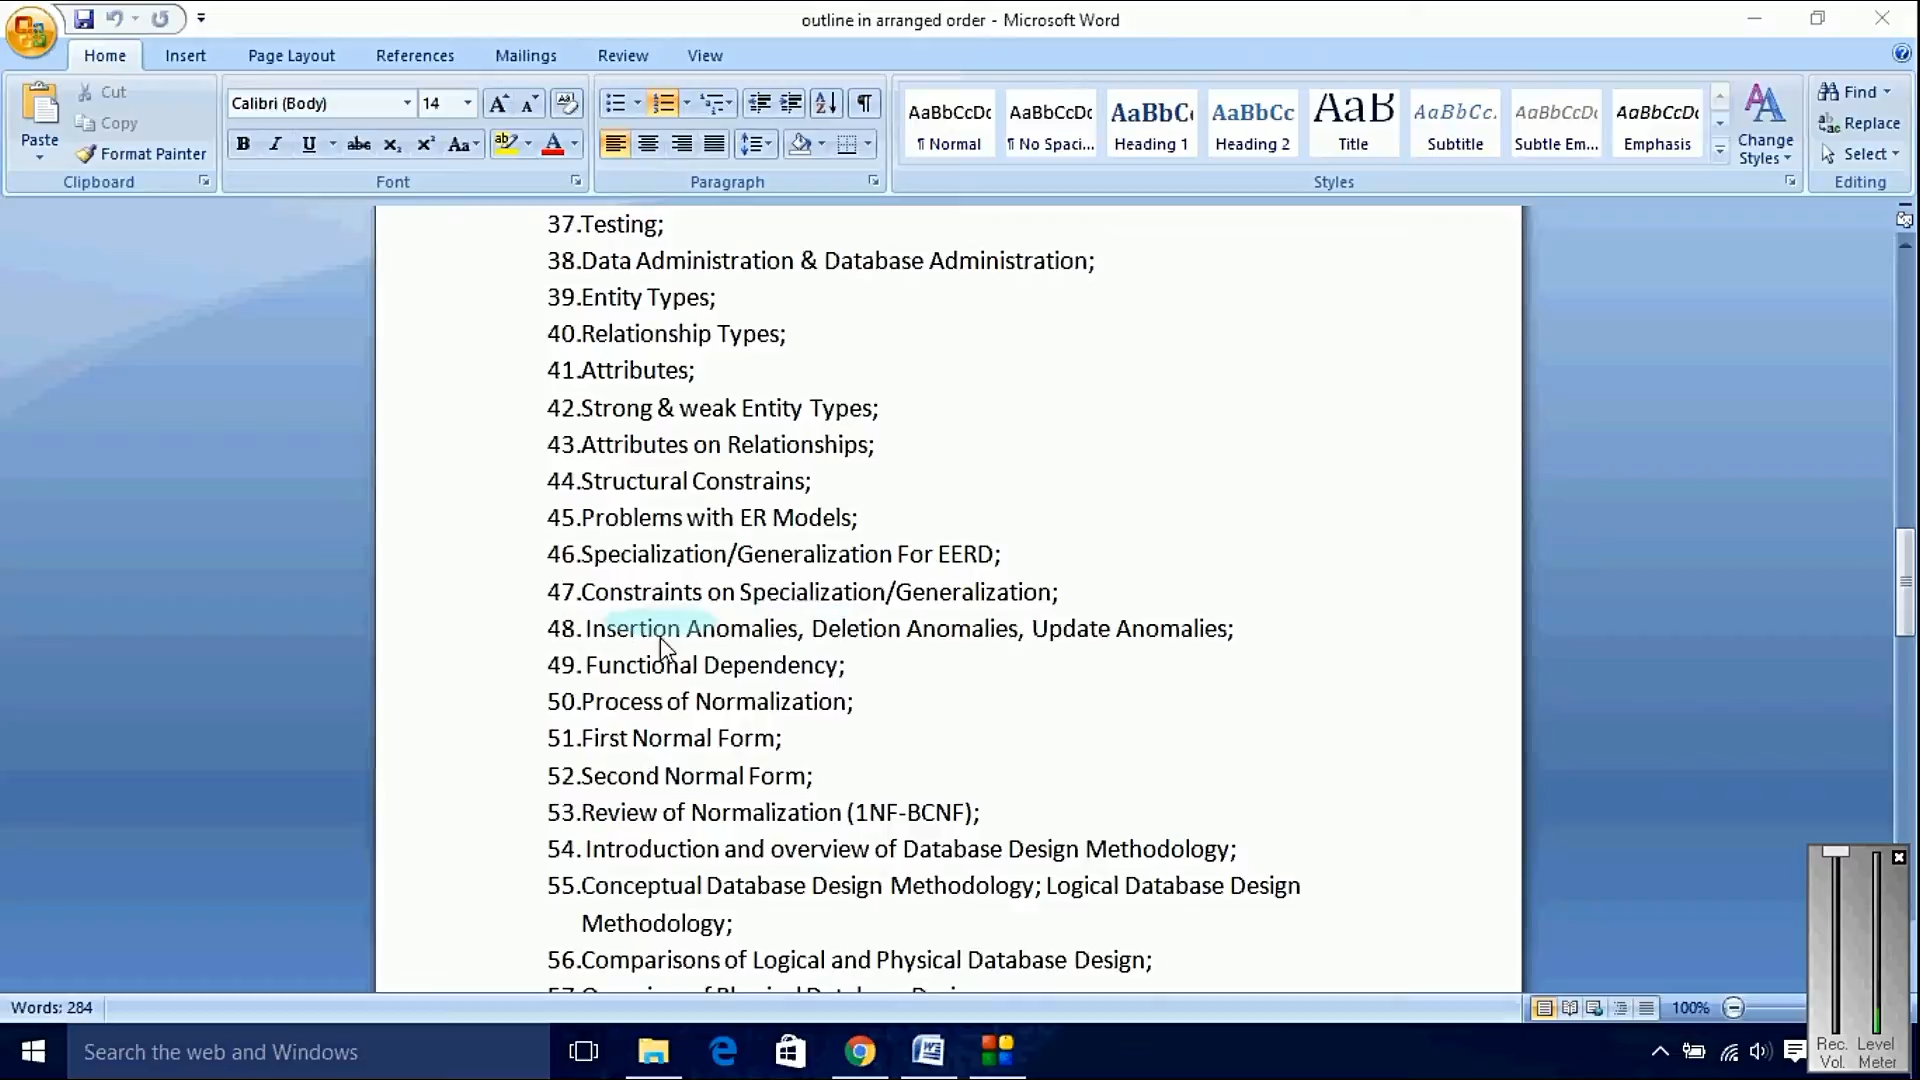 outline in arranged order - Microsoft Word
Home Insert Page Layout References Mailings Review View
Paste
Cut
Copy
Format Painter
Clipboard
Calibri (Body) 14
Font
Paragraph
AaBbCcDc AaBbCcDc AaBbC AaBbCc AaB AaBbCc. AaBbCcDc AaBbCcDc
¶ Normal ¶ No Spaci... Heading 1 Heading 2 Title Subtitle Subtle Em... Emphasis
Change Styles
Styles
Find
Replace
Select
Editing
37.Testing;
38.Data Administration & Database Administration;
39.Entity Types;
40.Relationship Types;
41.Attributes;
42.Strong & weak Entity Types;
43.Attributes on Relationships;
44.Structural Constrains;
45.Problems with ER Models;
46.Specialization/Generalization For EERD;
47.Constraints on Specialization/Generalization;
48. Insertion Anomalies, Deletion Anomalies, Update Anomalies;
49. Functional Dependency;
50.Process of Normalization;
51.First Normal Form;
52.Second Normal Form;
53.Review of Normalization (1NF-BCNF);
54. Introduction and overview of Database Design Methodology;
55.Conceptual Database Design Methodology; Logical Database Design
Methodology;
56.Comparisons of Logical and Physical Database Design;
Words: 284
100%
Rec. Vol. Level Meter
Search the web and Windows